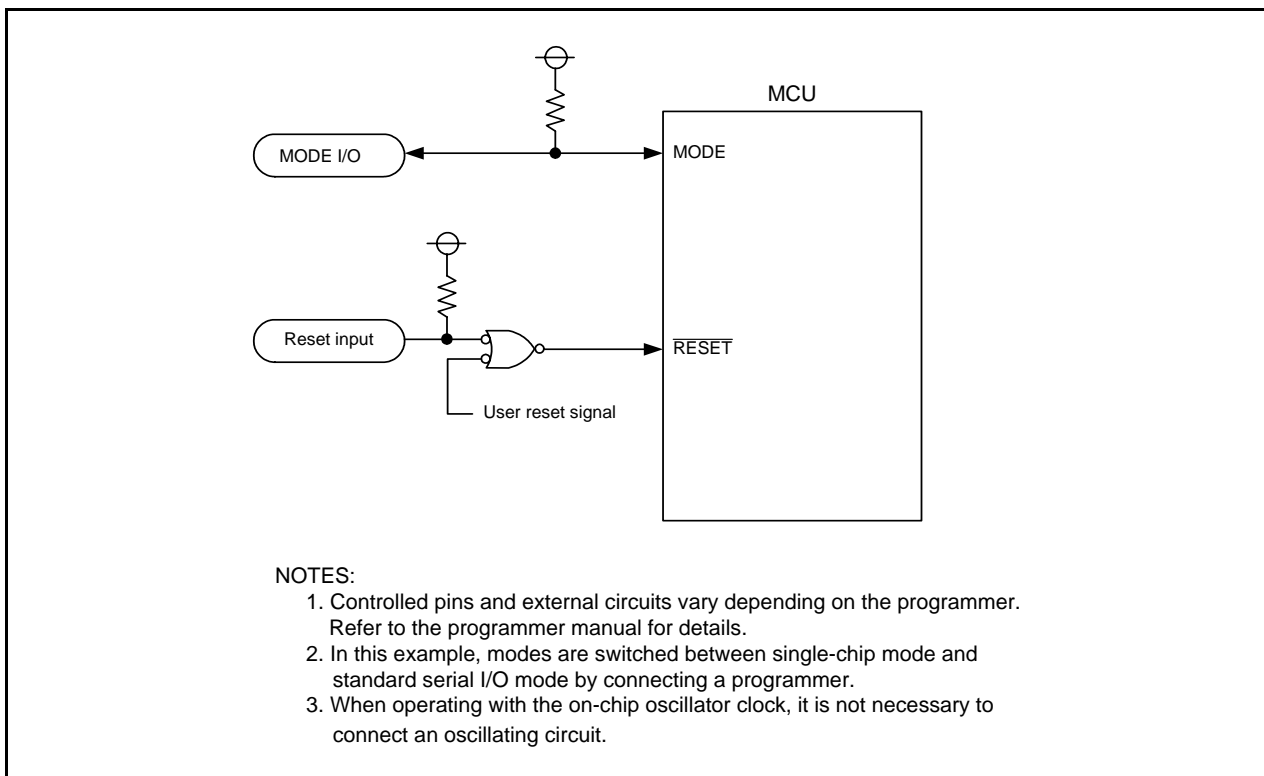 MCU
MODE I/O
MODE
Reset input
RESET
User reset signal
NOTES:
1. Controlled pins and external circuits vary depending on the programmer.
Refer to the programmer manual for details.
2. In this example, modes are switched between single-chip mode and
standard serial I/O mode by connecting a programmer.
3. When operating with the on-chip oscillator clock, it is not necessary to
connect an oscillating circuit.